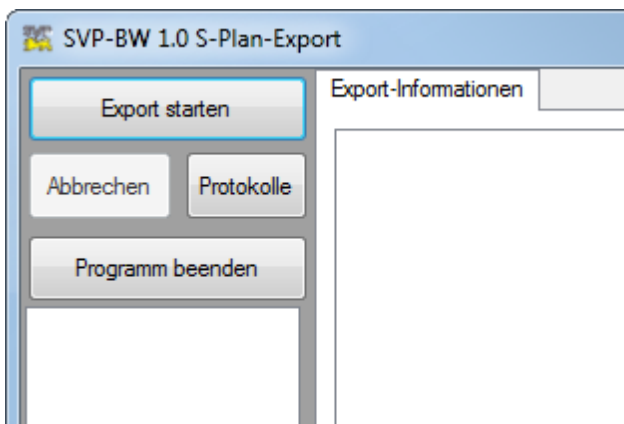 SVP-BW 1.0 S-Plan-Export
Export starten
Export-Informationen
Abbrechen
Protokolle
Programm beenden